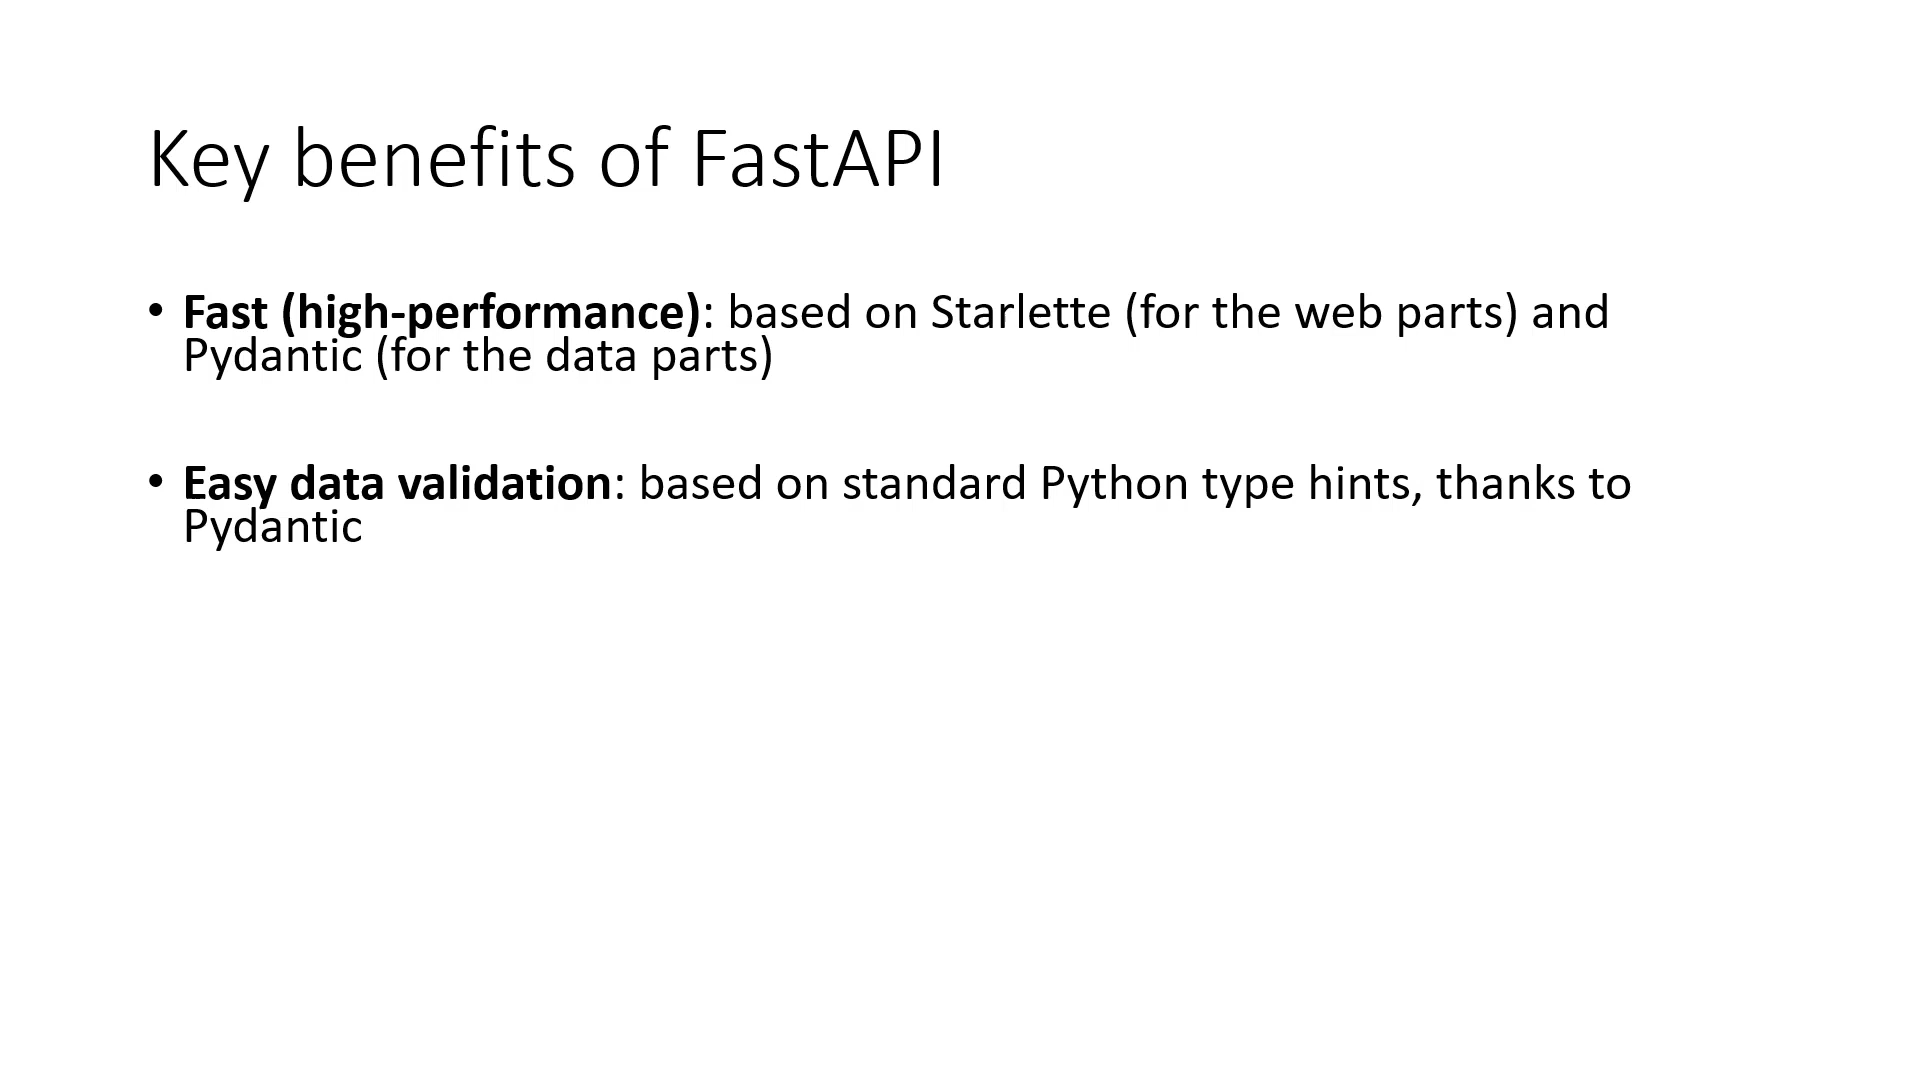 Key benefits of FastAPI
• Fast (high-performance): based on Starlette (for the web parts) and
Pydantic (for the data parts)
• Easy data validation: based on standard Python type hints, thanks to
Pydantic